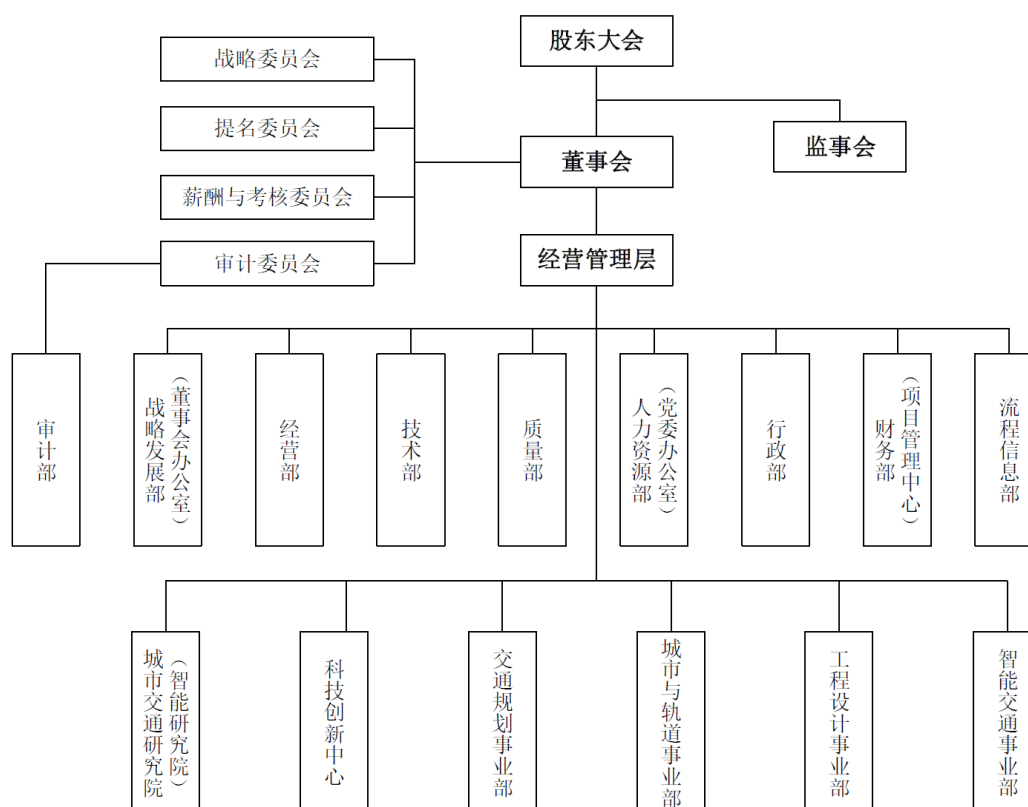 股东大会
战略委员会
提名委员会
监事会
董事会
薪酬与考核委员会
经营管理层
审计委员会
审计部
战略发展部
（董事会办公室）
经营部
技术部
质量部
人力资源部
（党委办公室）
行政部
财务部
（项目管理中心）
流程信息部
城市交通研究院
（智能研究院）
科技创新中心
交通规划事业部
城市与轨道事业部
工程设计事业部
智能交通事业部